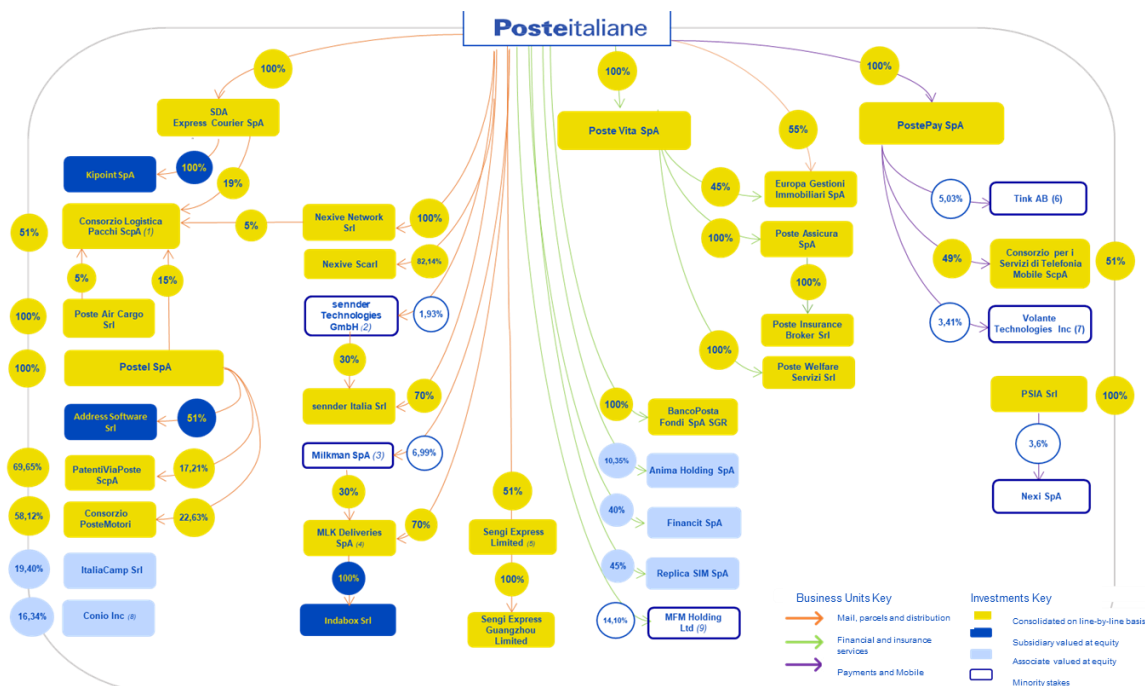 Posteitaliane
100%
SDA
Express Courier SpA
100%
Kipoint SpA
19%
51%
Consorzio Logistica
Pacchi ScpA (1)
5%
Nexive Network
Srl
100%
Nexive Scarl
82,14%
5%
15%
100%
Poste Air Cargo
Srl
sennder
Technologies
GmbH (2)
1,93%
100%
Postel SpA
30%
sennder Italia Srl
70%
Address Software
Srl
51%
Milkman SpA (3)
6,99%
69,65%
PatentiViaPoste
ScpA
17,21%
30%
58,12%
Consorzio
PosteMotori
22,63%
MLK Deliveries
SpA (4)
70%
19,40%
ItaliaCamp Srl
100%
16,34%
Conio Inc (8)
Indabox Srl
51%
Sengi Express
Limited (5)
100%
Sengi Express
Guangzhou
Limited
100%
Poste Vita SpA
55%
45%
Europa Gestioni
Immobiliari SpA
100%
Poste Assicura
SpA
100%
Poste Insurance
Broker Srl
100%
Poste Welfare
Servizi Srl
100%
BancoPosta
Fondi SpA SGR
10,35%
Anima Holding SpA
40%
Financit SpA
45%
Replica SIM SpA
14,10%
MFM Holding
Ltd (9)
100%
PostePay SpA
5,03%
Tink AB (6)
49%
Consorzio per i
Servizi di Telefonia
Mobile ScpA
51%
3,41%
Volante
Technologies Inc (7)
PSIA Srl
100%
3,6%
Nexi SpA
Business Units Key
Mail, parcels and distribution
Financial and insurance
services
Payments and Mobile
Investments Key
Consolidated on line-by-line basis
Subsidiary valued at equity
Associate valued at equity
Minority stakes